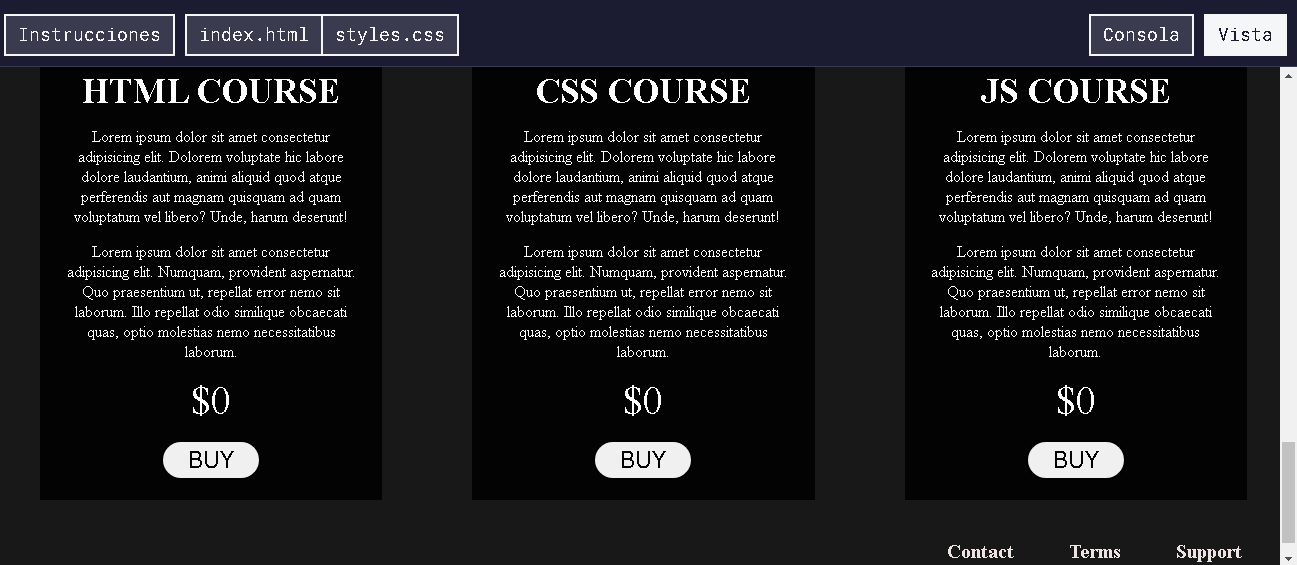 Instrucciones index.html styles.css Consola Vista
HTML COURSE
Lorem ipsum dolor sit amet consectetur
adipisicing elit. Dolorem voluptate hic labore
dolore laudantium, animi aliquid quod atque
perferendis aut magnam quisquam ad quam
voluptatum vel libero? Unde, harum deserunt!
Lorem ipsum dolor sit amet consectetur
adipisicing elit. Numquam, provident aspernatur.
Quo praesentium ut, repellat error nemo sit
laborum. Illo repellat odio similique obcaecati
quas, optio molestias nemo necessitatibus
laborum.
$0
BUY
CSS COURSE
Lorem ipsum dolor sit amet consectetur
adipisicing elit. Dolorem voluptate hic labore
dolore laudantium, animi aliquid quod atque
perferendis aut magnam quisquam ad quam
voluptatum vel libero? Unde, harum deserunt!
Lorem ipsum dolor sit amet consectetur
adipisicing elit. Numquam, provident aspernatur.
Quo praesentium ut, repellat error nemo sit
laborum. Illo repellat odio similique obcaecati
quas, optio molestias nemo necessitatibus
laborum.
$0
BUY
JS COURSE
Lorem ipsum dolor sit amet consectetur
adipisicing elit. Dolorem voluptate hic labore
dolore laudantium, animi aliquid quod atque
perferendis aut magnam quisquam ad quam
voluptatum vel libero? Unde, harum deserunt!
Lorem ipsum dolor sit amet consectetur
adipisicing elit. Numquam, provident aspernatur.
Quo praesentium ut, repellat error nemo sit
laborum. Illo repellat odio similique obcaecati
quas, optio molestias nemo necessitatibus
laborum.
$0
BUY
Contact Terms Support